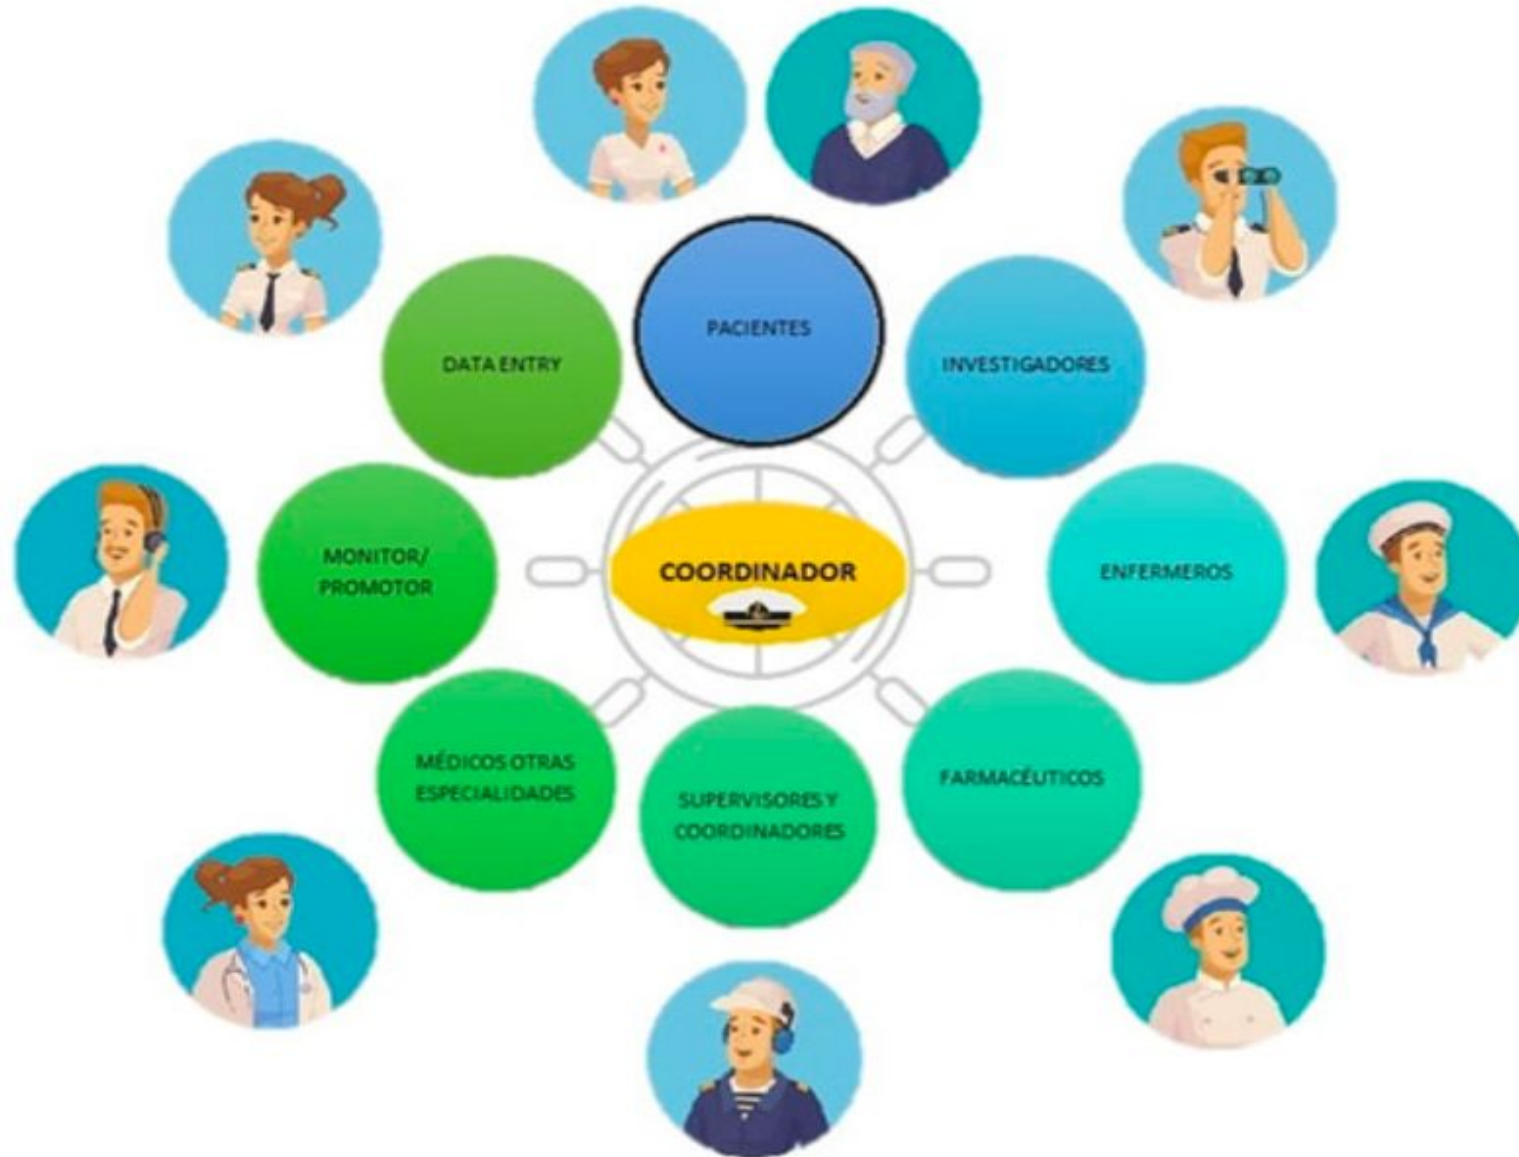 PACIENTES
DATA ENTRY
INVESTIGADORES
MONITOR/
PROMOTOR
COORDINADOR
ENFERMEROS
MÉDICOS OTRAS
ESPECIALIDADES
SUPERVISORES Y
COORDINADORES
FARMACÉUTICOS